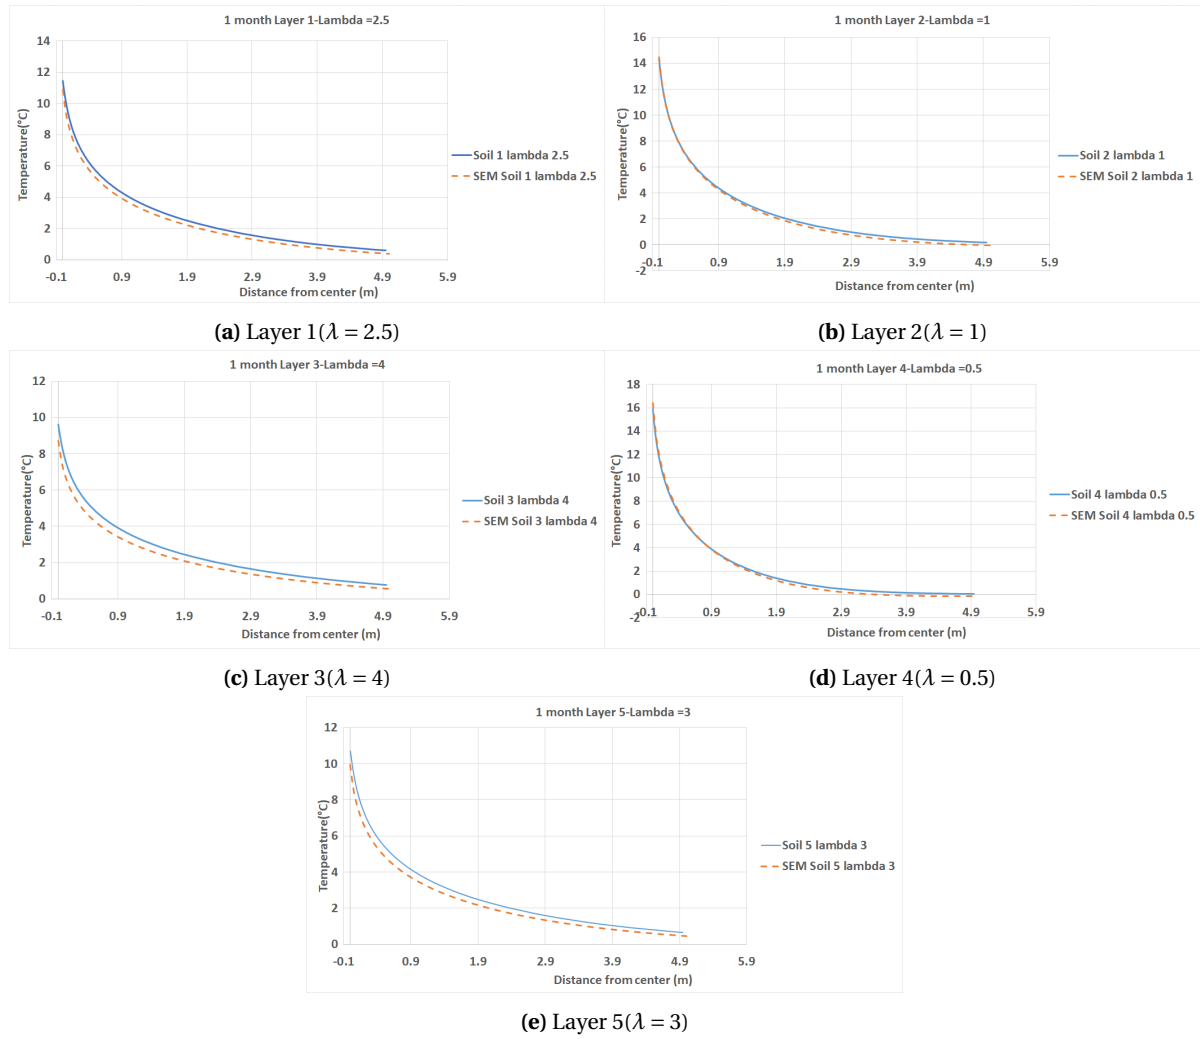 1 month Layer 1-Lambda =2.5
14
12
10
8
6
4
2
0
Temperature(°C)
-0.1 0.9 1.9 2.9 3.9 4.9 5.9
Distance from center (m)
Soil 1 lambda 2.5
SEM Soil 1 lambda 2.5
(a) Layer 1(λ = 2.5)
1 month Layer 2-Lambda =1
16
14
12
10
8
6
4
2
0
-2
Temperature(°C)
-0.1 0.9 1.9 2.9 3.9 4.9 5.9
Distance from center (m)
Soil 2 lambda 1
SEM Soil 2 lambda 1
(b) Layer 2(λ = 1)
1 month Layer 3-Lambda =4
12
10
8
6
4
2
0
Temperature(°C)
-0.1 0.9 1.9 2.9 3.9 4.9 5.9
Distance from center (m)
Soil 3 lambda 4
SEM Soil 3 lambda 4
(c) Layer 3(λ = 4)
1 month Layer 4-Lambda =0.5
18
16
14
12
10
8
6
4
2
0
-2
Temperature(°C)
-0.1 0.9 1.9 2.9 3.9 4.9 5.9
Distance from center (m)
Soil 4 lambda 0.5
SEM Soil 4 lambda 0.5
(d) Layer 4(λ = 0.5)
1 month Layer 5-Lambda =3
12
10
8
6
4
2
0
Temperature(°C)
-0.1 0.9 1.9 2.9 3.9 4.9 5.9
Distance from center (m)
Soil 5 lambda 3
SEM Soil 5 lambda 3
(e) Layer 5(λ = 3)